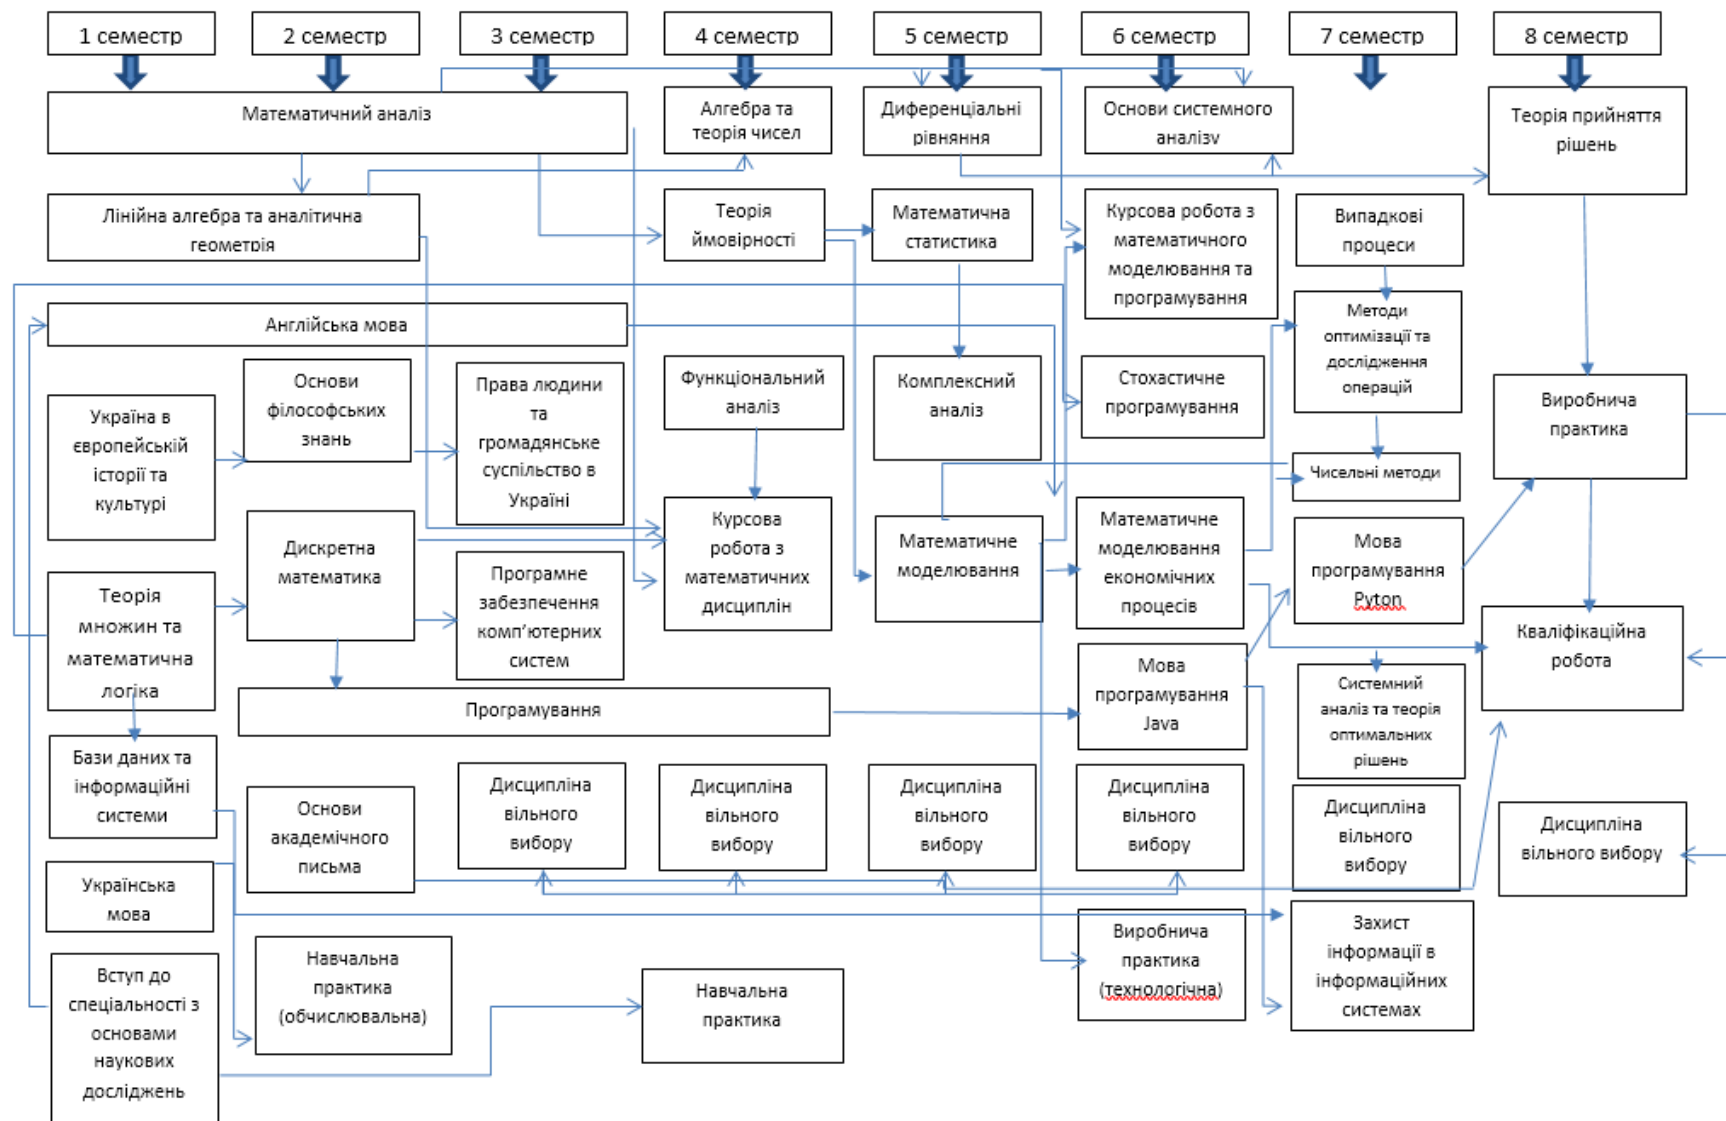 1 семестр
2 семестр
3 семестр
4 семестр
5 семестр
6 семестр
7 семестр
8 семестр
Математичний аналіз
Алгебра та
теорія чисел
Диференціальні
рівняння
Основи системного
аналізу
Теорія прийняття
рішень
Лінійна алгебра та аналітична
геометрія
Теорія
ймовірності
Математична
статистика
Курсова робота з
математичного
моделювання та
програмування
Випадкові
процеси
Англійська мова
Методи
оптимізації та
дослідження
операцій
Україна в
європейській
історії та
культурі
Основи
філософських
знань
Права людини
та
громадянське
суспільство в
Україні
Функціональний
аналіз
Комплексний
аналіз
Стохастичне
програмування
Виробнича
практика
Чисельні методи
Дискретна
математика
Курсова
робота з
математичних
дисциплін
Математичне
моделювання
Математичне
моделювання
економічних
процесів
Мова
програмування
Pyton
Теорія
множин та
математична
логіка
Програмне
забезпечення
комп’ютерних
систем
Кваліфікаційна
робота
Програмування
Мова
програмування
Java
Системний
аналіз та теорія
оптимальних
рішень
Бази даних та
інформаційні
системи
Основи
академічного
письма
Дисципліна
вільного
вибору
Дисципліна
вільного
вибору
Дисципліна
вільного
вибору
Дисципліна
вільного
вибору
Дисципліна
вільного
вибору
Дисципліна
вільного вибору
Українська
мова
Навчальна
практика
(обчислювальна)
Виробнича
практика
(технологічна)
Захист
інформації в
інформаційних
системах
Вступ до
спеціальності з
основами
наукових
досліджень
Навчальна
практика